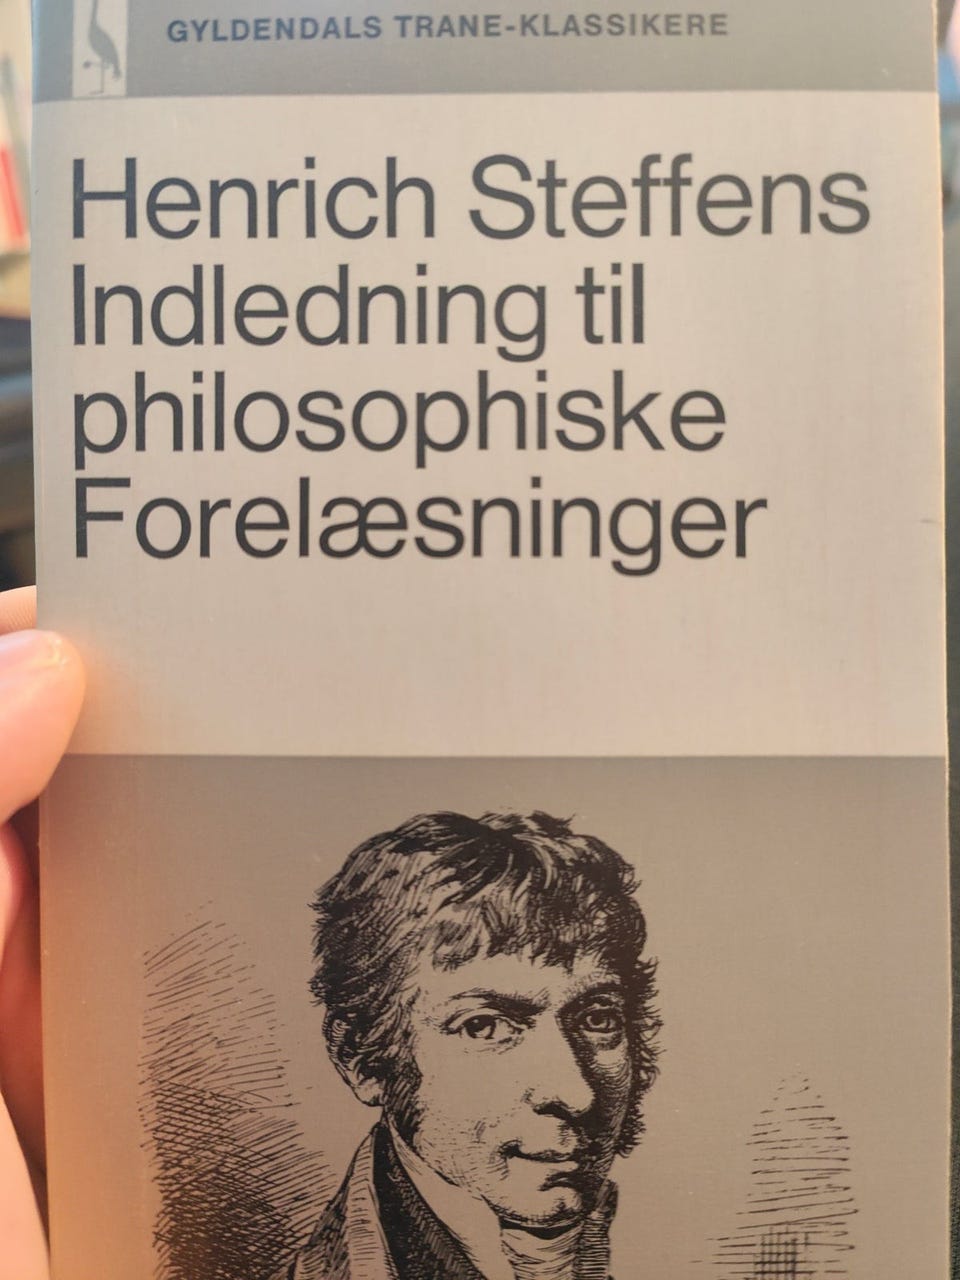 GYLDENDALS TRANE-KLASSIKERE
Henrich Steffens
Indledning til
philosophiske
Forelæsninger